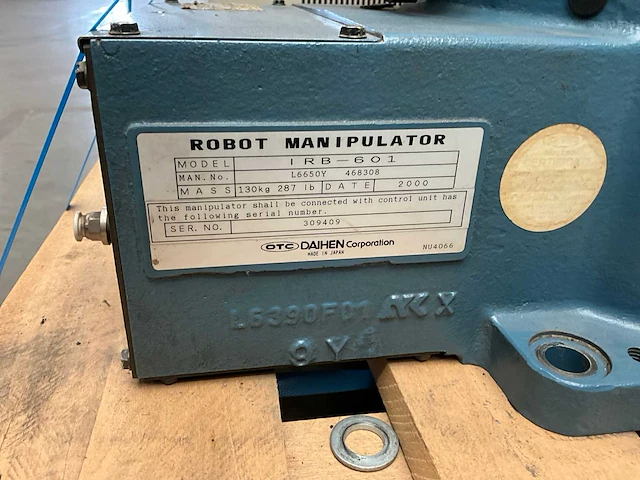 ROBOT MANIPULATOR
MODEL IRB-601
MAN.No. L6650Y 468308
MASS 130kg 287 lb DATE 2000
This manipulator shall be connected with control unit has
the following serial number.
SER. NO. 309409
OTC DAIHEN Corporation
MADE IN JAPAN
NU4066
L6390F01